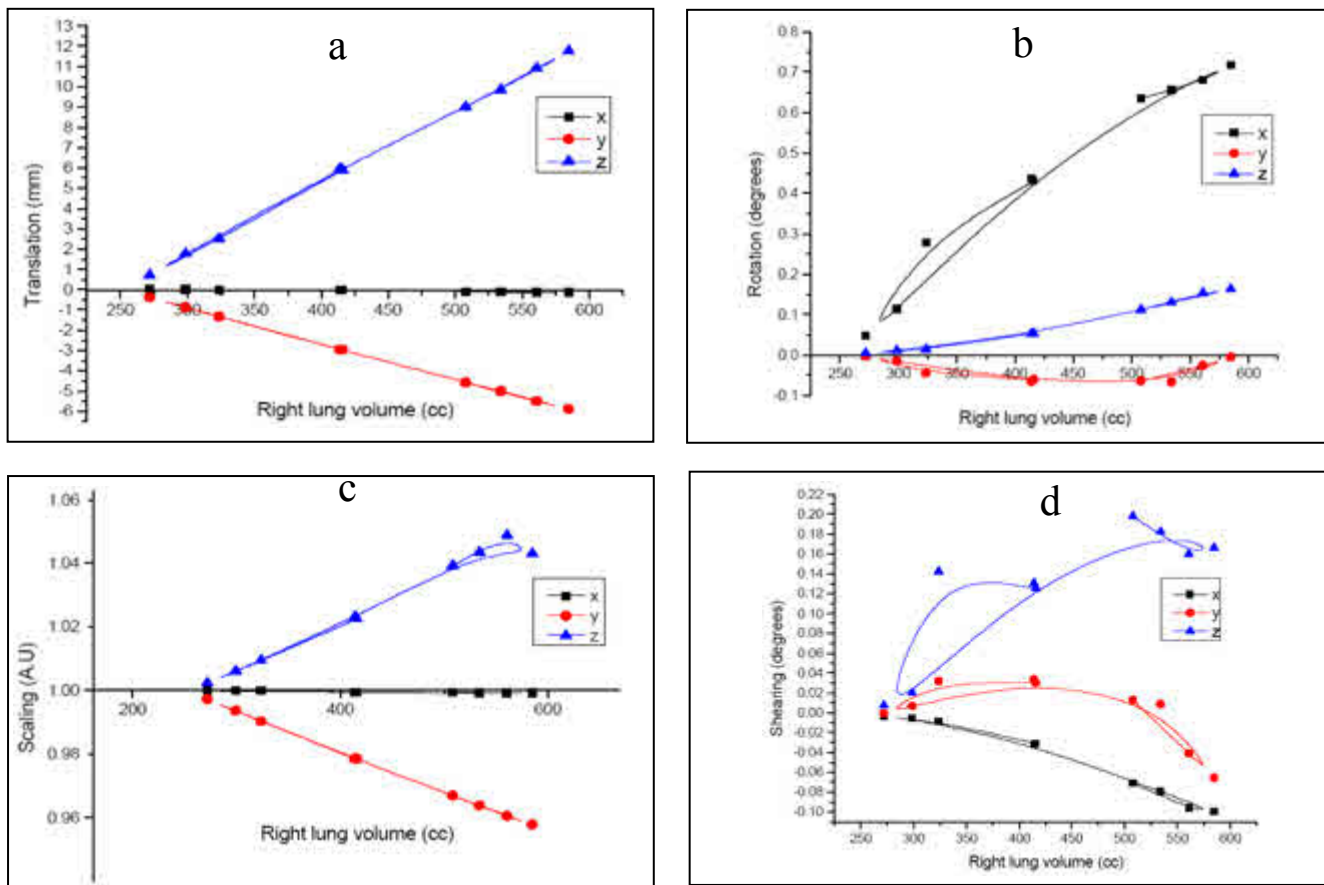 a
13
12
11
10
9
8
7
6
5
4
3
2
1
0
-1
-2
-3
-4
-5
-6
Translation (mm)
x
y
z
250 300 350 400 450 500 550 600
Right lung volume (cc)
b
0.8
0.7
0.6
0.5
0.4
0.3
0.2
0.1
0.0
-0.1
Rotation (degrees)
x
y
z
250 300 350 400 450 500 550 600
Right lung volume (cc)
c
1.06
1.04
1.02
1.00
0.98
0.96
Scaling (A.U)
x
y
z
200 400 600
Right lung volume (cc)
d
0.22
0.20
0.18
0.16
0.14
0.12
0.10
0.08
0.06
0.04
0.02
0.00
-0.02
-0.04
-0.06
-0.08
-0.10
Shearing (degrees)
x
y
z
250 300 350 400 450 500 550 600
Right lung volume (cc)